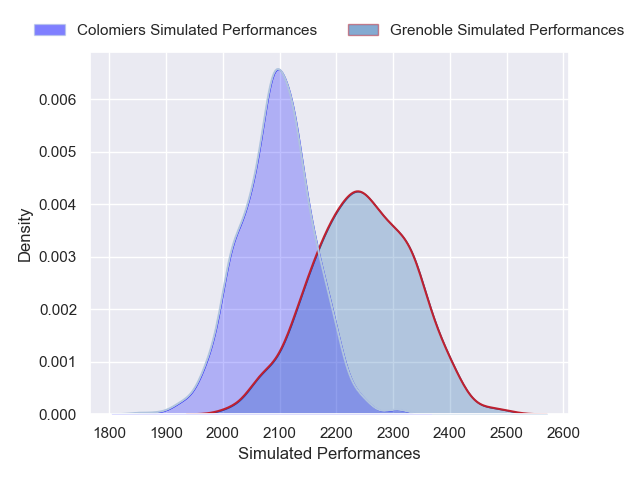 Colomiers Simulated Performances Grenoble Simulated Performances
0.006
0.005
0.004
0.003
0.002
0.001
0.000
Density
1800 1900 2000 2100 2200 2300 2400 2500 2600
Simulated Performances